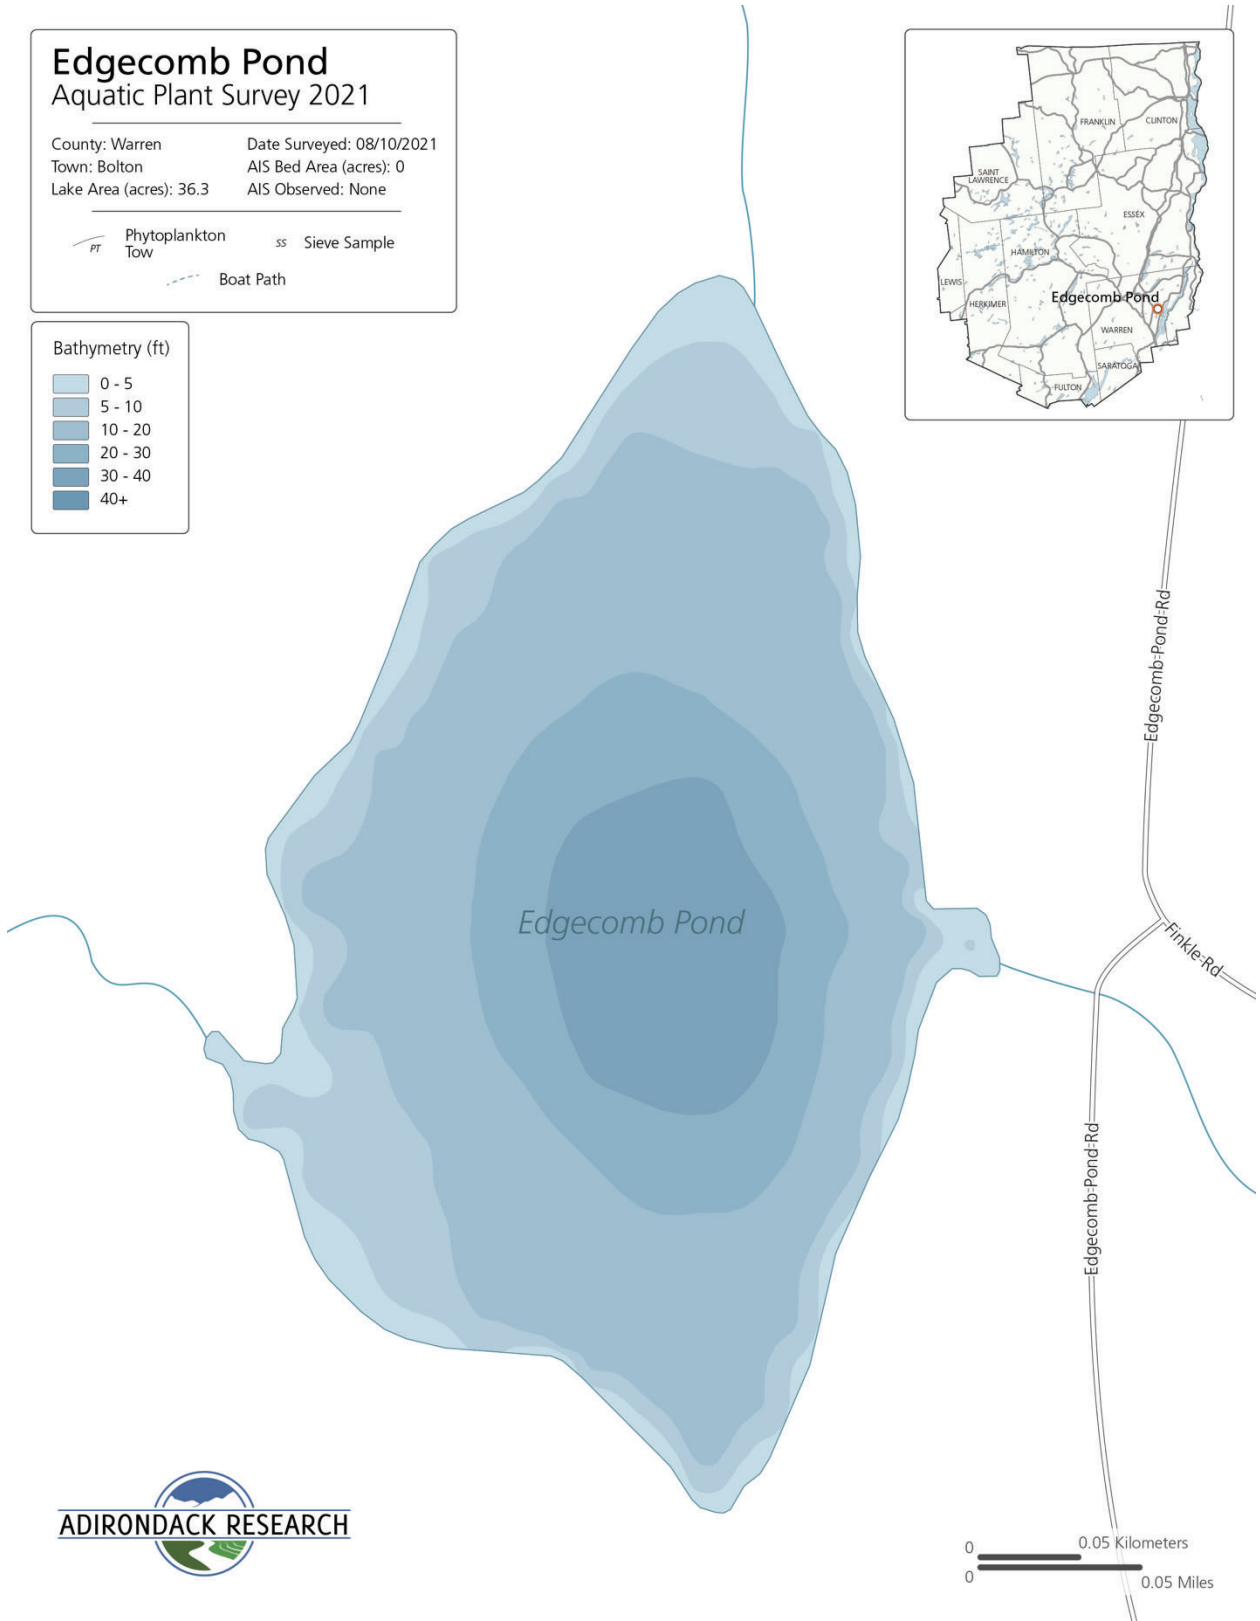 Edgecomb Pond
Aquatic Plant Survey 2021
County: Warren
Date Surveyed: 08/10/2021
Town: Bolton
AIS Bed Area (acres): 0
Lake Area (acres): 36.3
AIS Observed: None
PT
Phytoplankton
Tow
SS
Sieve Sample
Boat Path
Bathymetry (ft)
0 - 5
5 - 10
10 - 20
20 - 30
30 - 40
40+
FRANKLIN
CLINTON
SAINT
LAWRENCE
ESSEX
HAMILTON
LEWIS
HERKIMER
Edgecomb Pond
WARREN
SARATOGA
FULTON
Edgecomb-Pond-Rd
Edgecomb Pond
Finkle-Rd
Edgecomb-Pond-Rd
ADIRONDACK RESEARCH
0
0.05 Kilometers
0
0.05 Miles